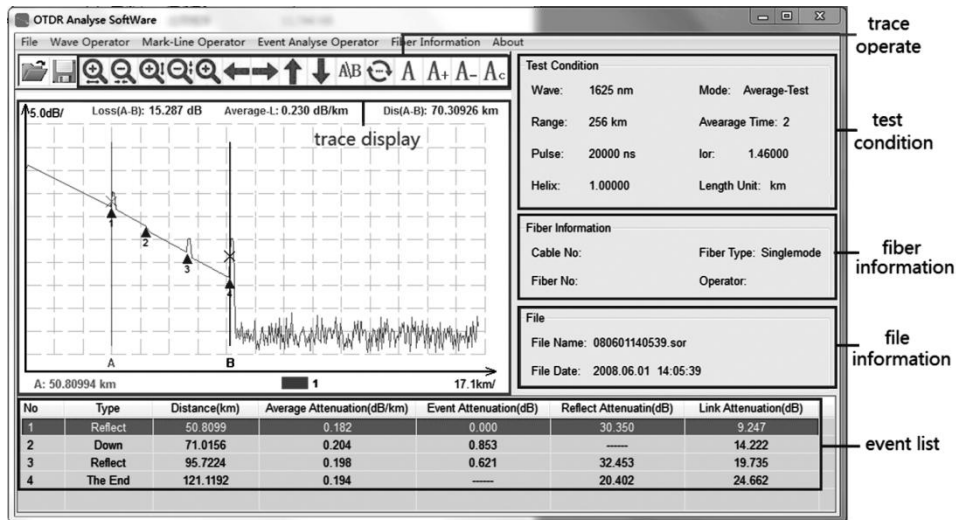 OTDR Analyse SoftWare
File Wave Operator Mark-Line Operator Event Analyse Operator Fiber Information About
trace operate
A\B A A+ A- Ac
5.0dB/ Loss(A-B): 15.287 dB Average-L: 0.230 dB/km Dis(A-B): 70.30926 km
trace display
1
2
3
4
A B
A: 50.80994 km 1 17.1km/
Test Condition
Wave: 1625 nm Mode: Average-Test
Range: 256 km Avearage Time: 2
Pulse: 20000 ns Ior: 1.46000
Helix: 1.00000 Length Unit: km
test condition
Fiber Information
Cable No: Fiber Type: Singlemode
Fiber No: Operator:
fiber information
File
File Name: 080601140539.sor
File Date: 2008.06.01 14:05:39
file information
No Type Distance(km) Average Attenuation(dB/km) Event Attenuation(dB) Reflect Attenuatin(dB) Link Attenuation(dB)
1 Reflect 50.8099 0.182 0.000 30.350 9.247
2 Down 71.0156 0.204 0.853 ------ 14.222
3 Reflect 95.7224 0.198 0.621 32.453 19.735
4 The End 121.1192 0.194 ------ 20.402 24.662
event list